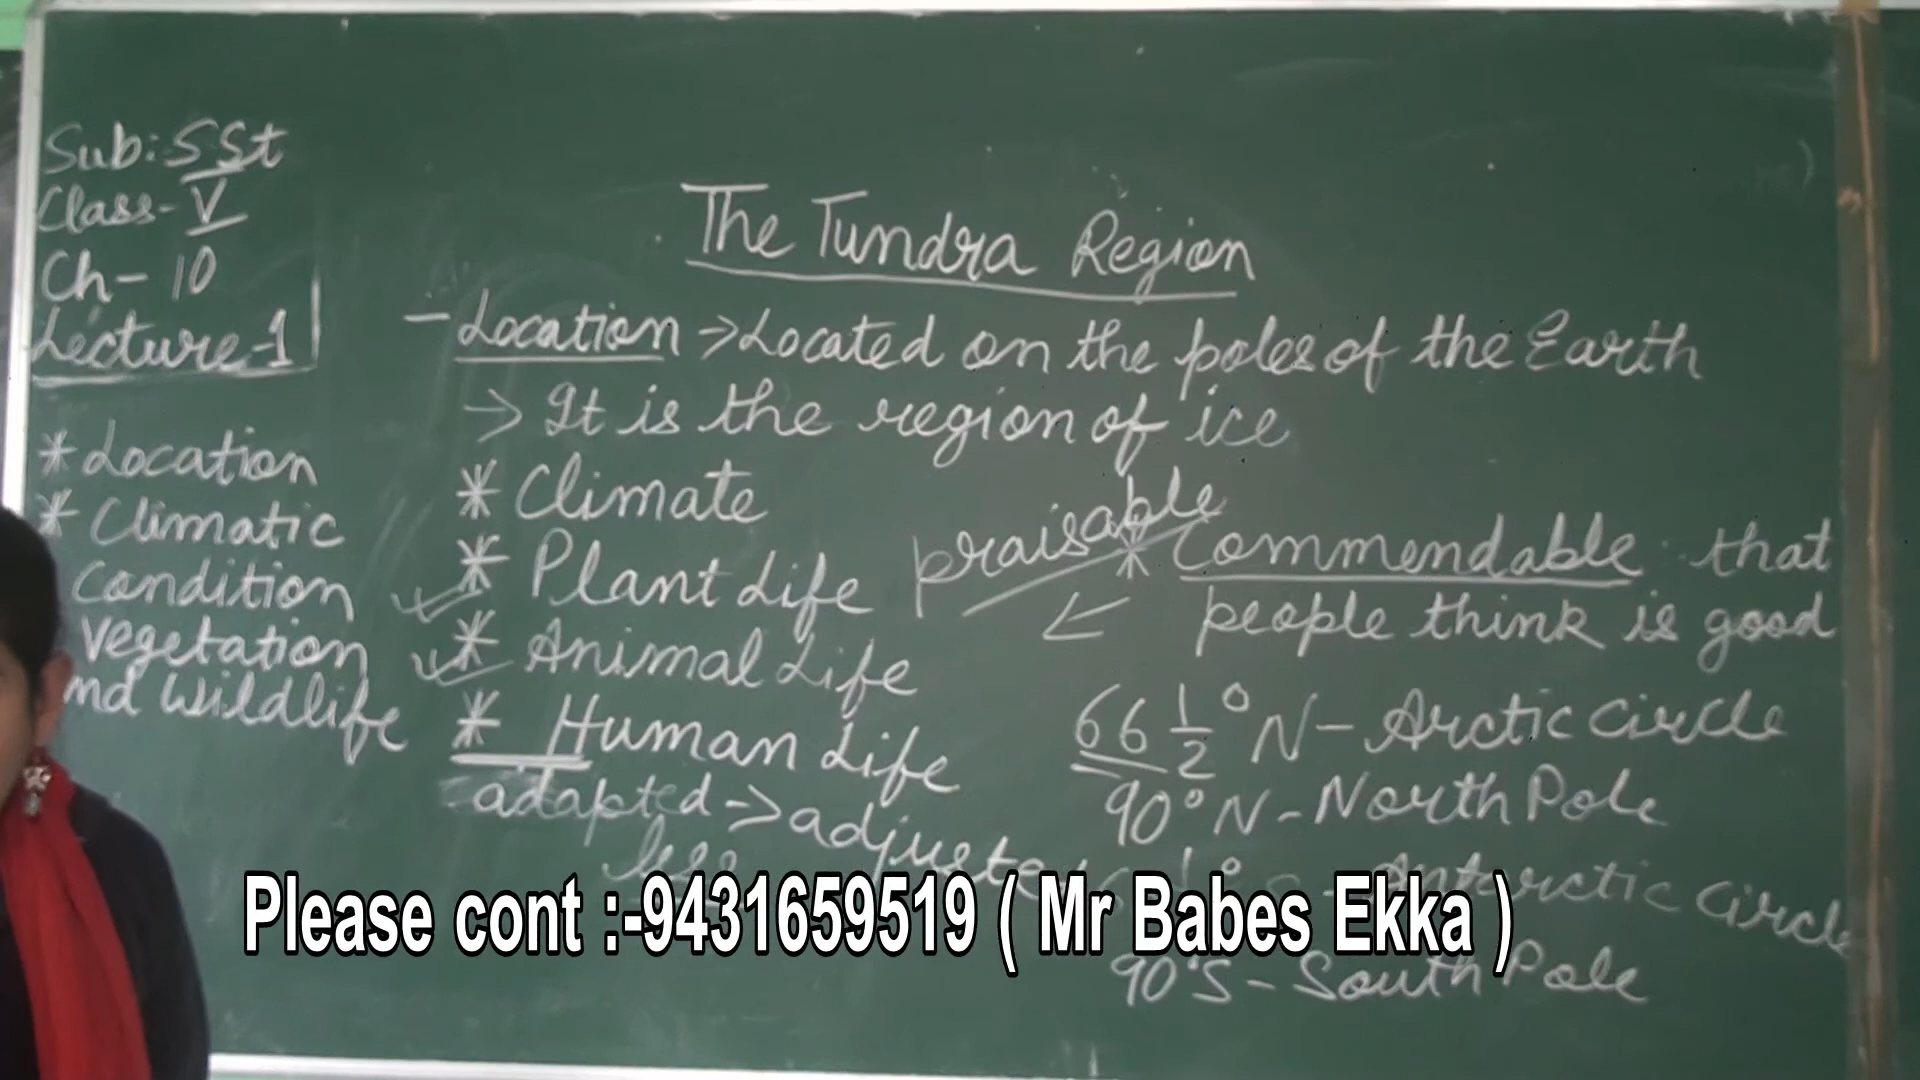 Sub: SSt
Class - V
Ch - 10
Lecture-1
* Location
* Climatic
Condition
vegetation
nd wildlife
The Tundra Region
- Location → Located on the poles of the Earth
→ It is the region of ice
* Climate
* Plant Life
* Animal Life
* Human Life
adapted -> adjuste
less
praisable
* Commendable that
people think is good
66 1/2° N - Arctic circle
90° N - North Pole
Antarctic circle
90°S - South Pole
Please cont :-9431659519 ( Mr Babes Ekka )